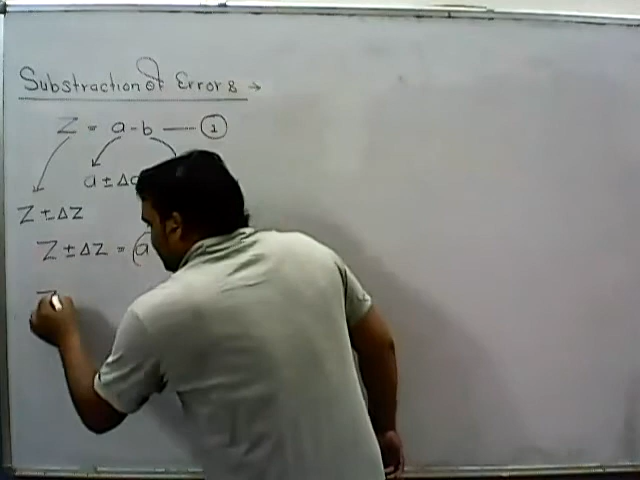 Substraction of Errors →
Z = a - b —— ①
a ± Δa
Z ± ΔZ
Z ± ΔZ = (a